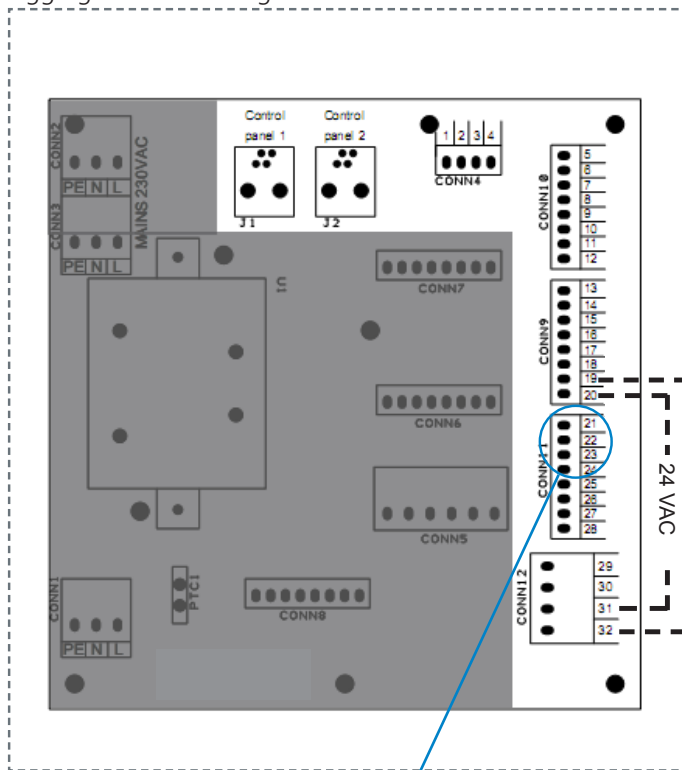 Control
panel 1
Control
panel 2
J1
J2
1 2 3 4
CONN4
CONN2
PE N L
MAINS 230VAC
CONN3
PE N L
U1
CONN7
CONN6
CONN5
CONN8
PTC1
CONN1
PE N L
CONN10
5
6
7
8
9
10
11
12
CONN9
13
14
15
16
17
18
19
20
CONN11
21
22
23
24
25
26
27
28
CONN12
29
30
31
32
24 VAC